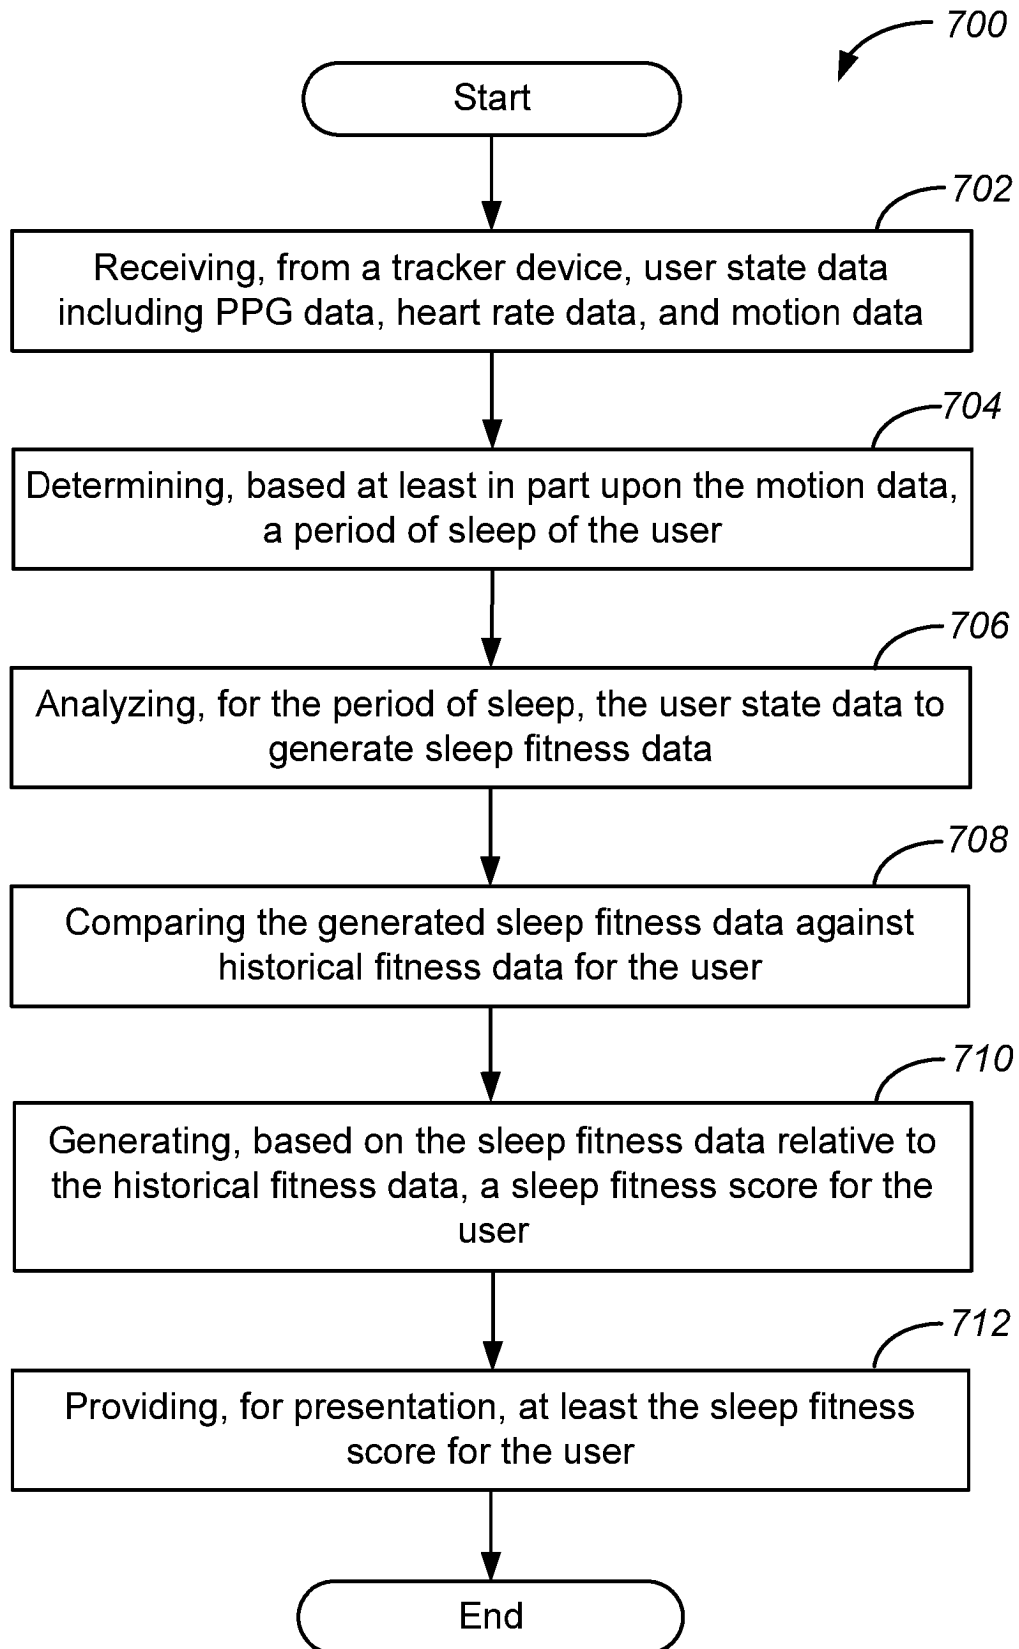 700
Start
702
Receiving, from a tracker device, user state data
including PPG data, heart rate data, and motion data
704
Determining, based at least in part upon the motion data,
a period of sleep of the user
706
Analyzing, for the period of sleep, the user state data to
generate sleep fitness data
708
Comparing the generated sleep fitness data against
historical fitness data for the user
710
Generating, based on the sleep fitness data relative to
the historical fitness data, a sleep fitness score for the
user
712
Providing, for presentation, at least the sleep fitness
score for the user
End